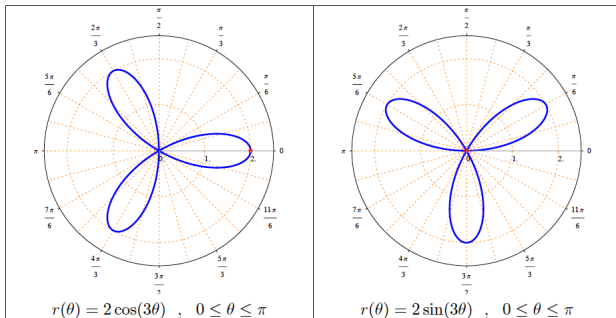 π/2
2π/3
π/3
5π/6
π/6
π
0.
1.
2.
0
7π/6
11π/6
4π/3
5π/3
3π/2
r(θ) = 2 cos(3θ) , 0 ≤ θ ≤ π
π/2
2π/3
π/3
5π/6
π/6
π
0.
1.
2.
0
7π/6
11π/6
4π/3
5π/3
3π/2
r(θ) = 2 sin(3θ) , 0 ≤ θ ≤ π